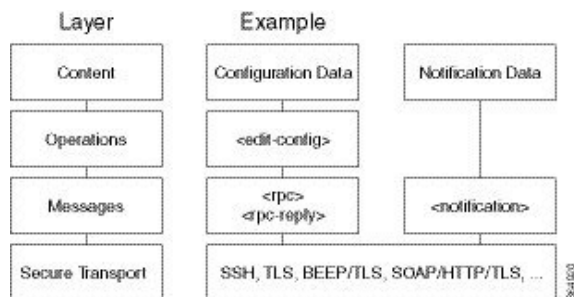 Layer Example
Content Configuration Data Notification Data
Operations <edit-config>
Messages <rpc> <notification>
<rpc-reply>
Secure Transport SSH, TLS, BEEP/TLS, SOAP/HTTP/TLS, ...